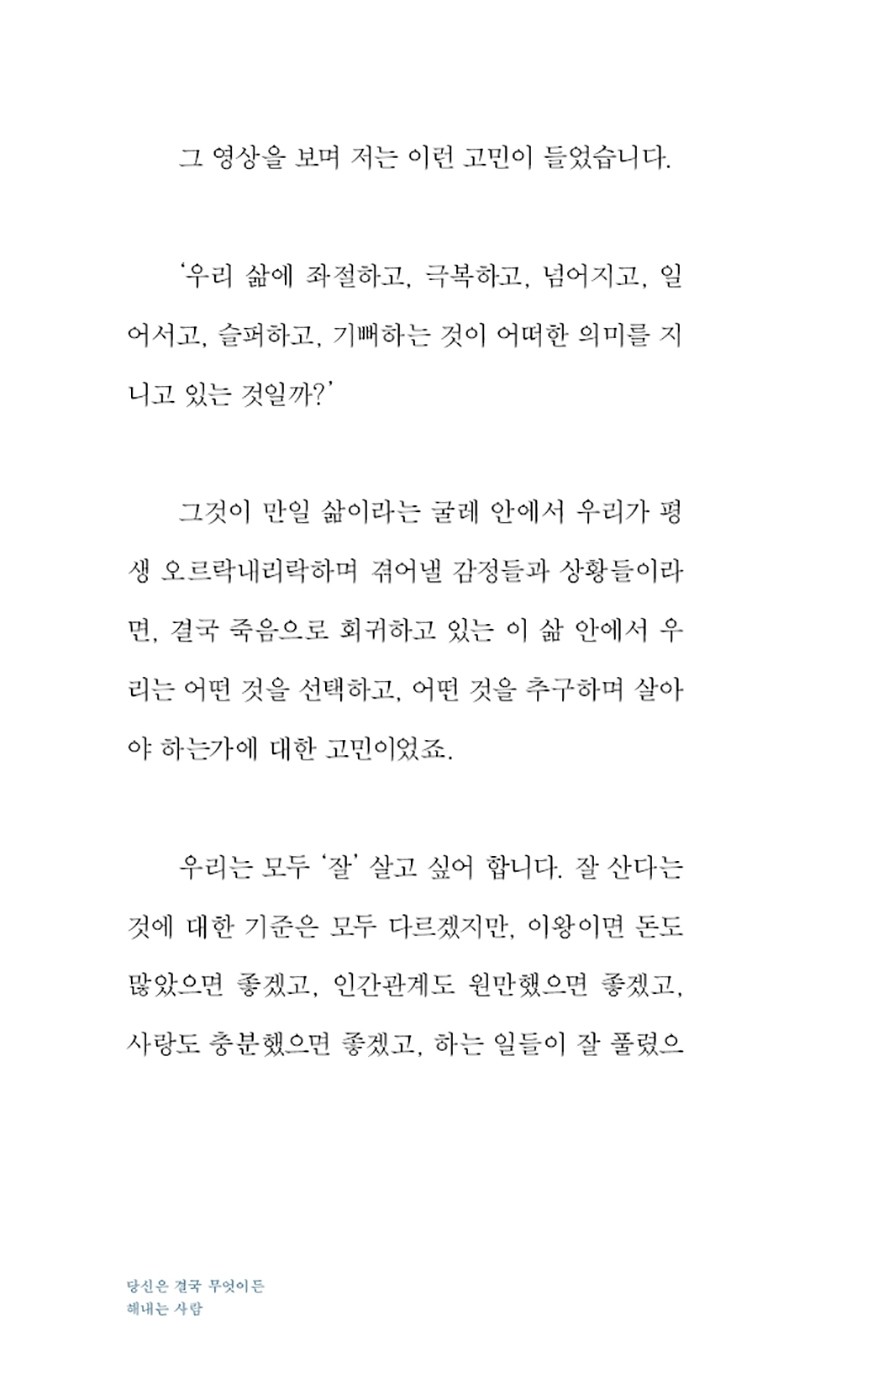 그 영상을 보며 저는 이런 고민이 들었습니다.
‘우리 삶에 좌절하고, 극복하고, 넘어지고, 일
어서고, 슬퍼하고, 기뻐하는 것이 어떠한 의미를 지
니고 있는 것일까?’
그것이 만일 삶이라는 굴레 안에서 우리가 평
생 오르락내리락하며 겪어낼 감정들과 상황들이라
면, 결국 죽음으로 회귀하고 있는 이 삶 안에서 우
리는 어떤 것을 선택하고, 어떤 것을 추구하며 살아
야 하는가에 대한 고민이었죠.
우리는 모두 ‘잘’ 살고 싶어 합니다. 잘 산다는
것에 대한 기준은 모두 다르겠지만, 이왕이면 돈도
많았으면 좋겠고, 인간관계도 원만했으면 좋겠고,
사랑도 충분했으면 좋겠고, 하는 일들이 잘 풀렸으
당신은 결국 무엇이든
해내는 사람